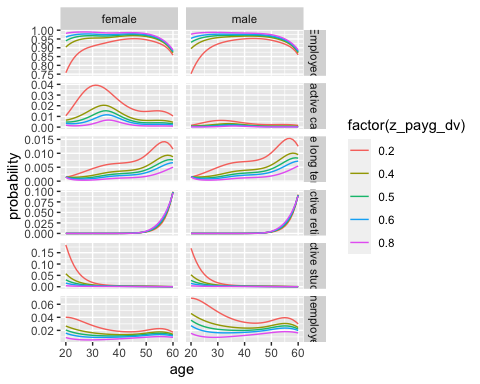 female male
1.00
0.95
0.90
0.85
0.80
0.75
Employed
0.04
0.03
0.02
0.01
0.00
active ca
0.015
0.010
0.005
0.000
e long te
0.100
0.075
0.050
0.025
0.000
ctive reti
0.15
0.10
0.05
0.00
ctive stud
0.06
0.04
0.02
nemploye
20 30 40 50 60 20 30 40 50 60
age
probability
factor(z_payg_dv)
0.2
0.4
0.5
0.6
0.8